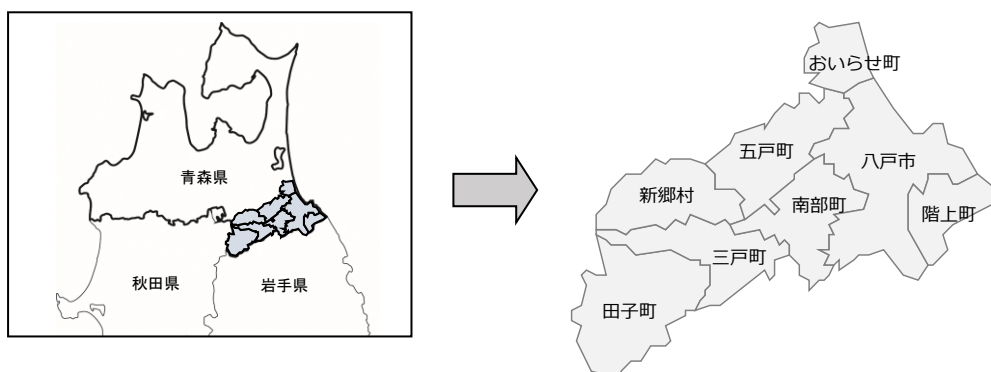 青森県
秋田県
岩手県
おいらせ町
五戸町
八戸市
新郷村
南部町
階上町
三戸町
田子町